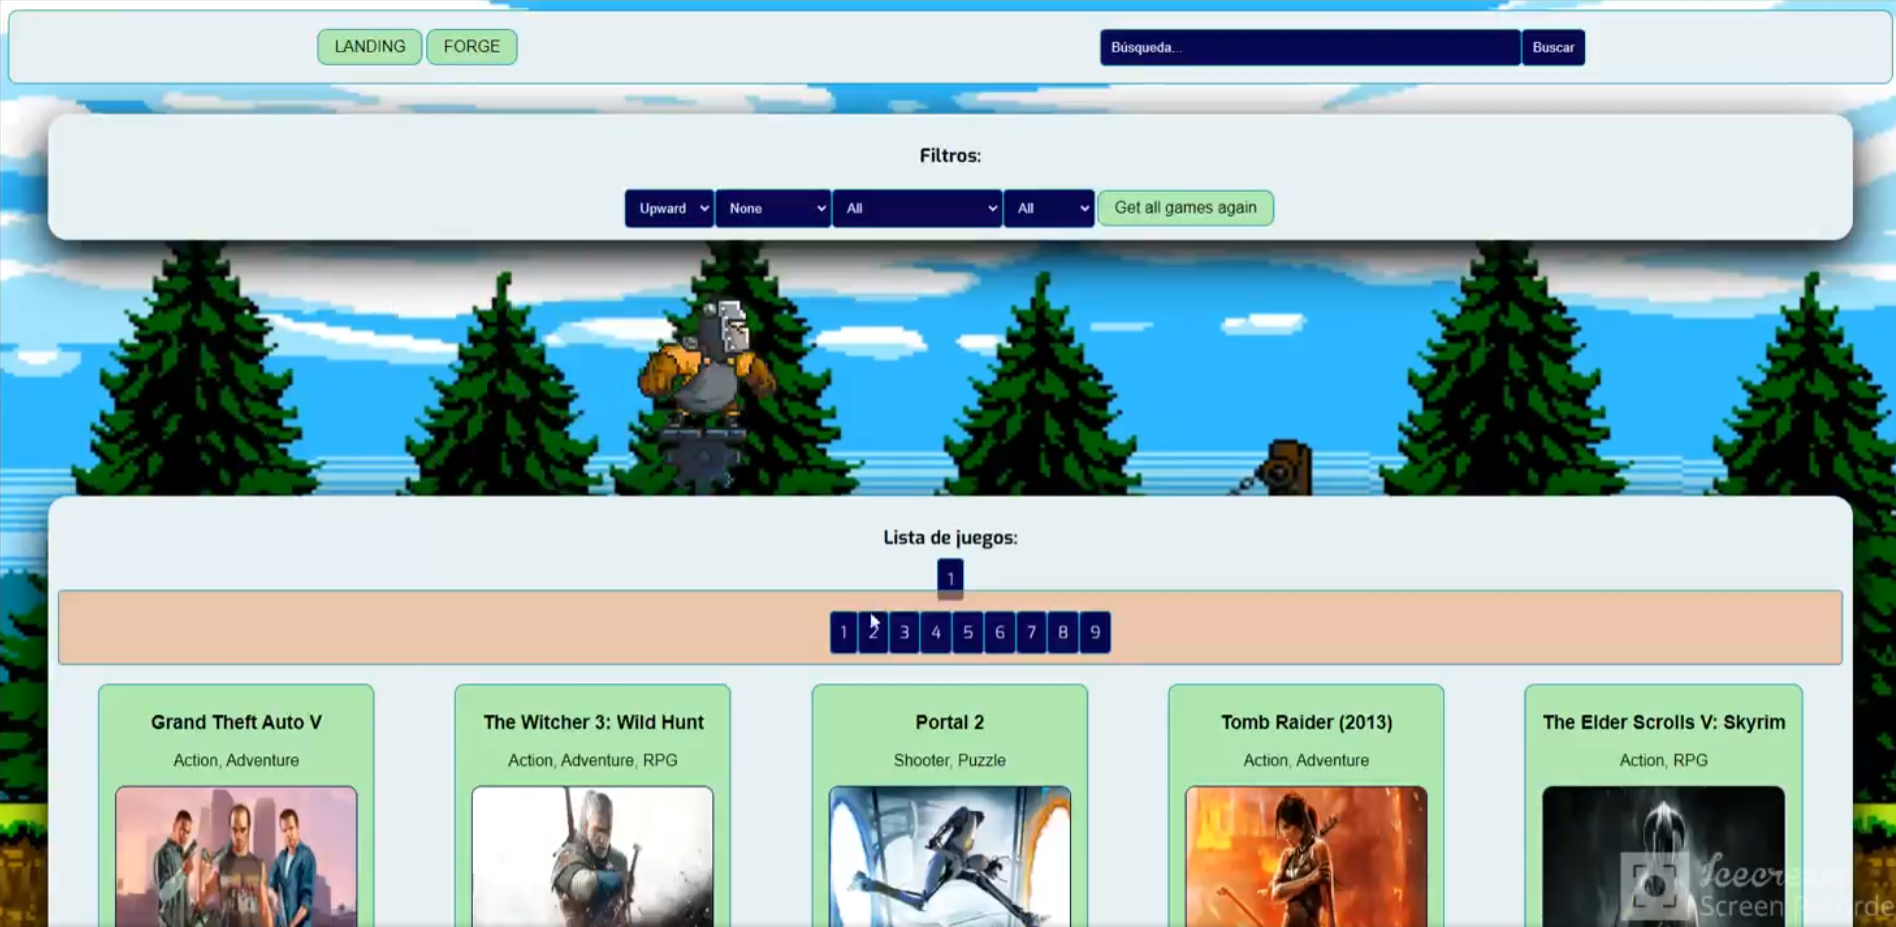 LANDING FORGE Búsqueda... Buscar
Filtros:
Upward None All All Get all games again
Lista de juegos:
1
1 2 3 4 5 6 7 8 9
Grand Theft Auto V
Action, Adventure
The Witcher 3: Wild Hunt
Action, Adventure, RPG
Portal 2
Shooter, Puzzle
Tomb Raider (2013)
Action, Adventure
The Elder Scrolls V: Skyrim
Action, RPG
Screen